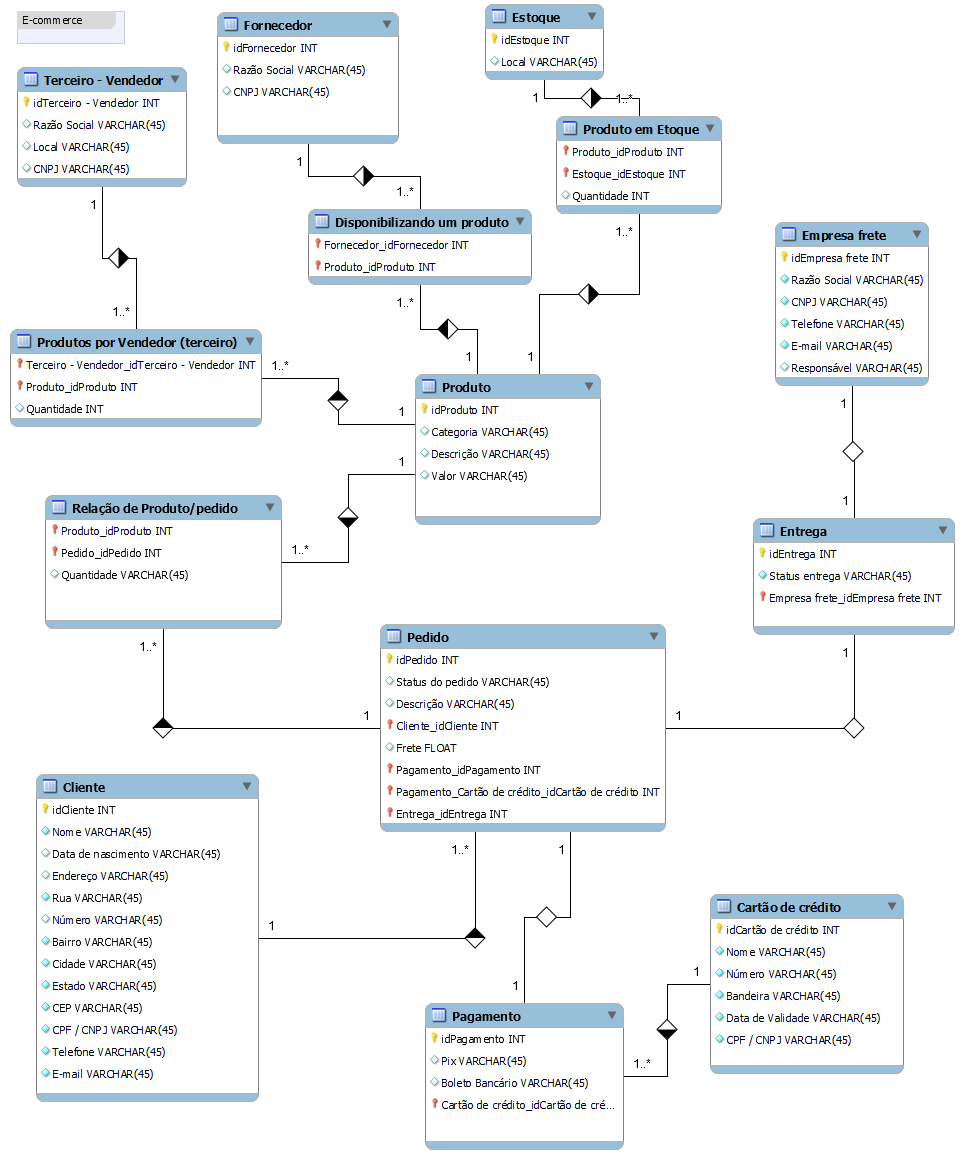 E-commerce
Fornecedor
idFornecedor INT
Razão Social VARCHAR(45)
CNPJ VARCHAR(45)
1
1..*
Estoque
idEstoque INT
Local VARCHAR(45)
1
1..*
Terceiro - Vendedor
idTerceiro - Vendedor INT
Razão Social VARCHAR(45)
Local VARCHAR(45)
CNPJ VARCHAR(45)
1
1..*
Produto em Etoque
Produto_idProduto INT
Estoque_idEstoque INT
Quantidade INT
1..*
1
Disponibilizando um produto
Fornecedor_idFornecedor INT
Produto_idProduto INT
1..*
1
Empresa frete
idEmpresa frete INT
Razão Social VARCHAR(45)
CNPJ VARCHAR(45)
Telefone VARCHAR(45)
E-mail VARCHAR(45)
Responsável VARCHAR(45)
1
1
Produtos por Vendedor (terceiro)
Terceiro - Vendedor_idTerceiro - Vendedor INT
Produto_idProduto INT
Quantidade INT
1..*
1
Produto
idProduto INT
Categoria VARCHAR(45)
Descrição VARCHAR(45)
Valor VARCHAR(45)
1
1..*
Relação de Produto/pedido
Produto_idProduto INT
Pedido_idPedido INT
Quantidade VARCHAR(45)
1..*
1
Entrega
idEntrega INT
Status entrega VARCHAR(45)
Empresa frete_idEmpresa frete INT
1
1
Pedido
idPedido INT
Status do pedido VARCHAR(45)
Descrição VARCHAR(45)
Cliente_idCliente INT
Frete FLOAT
Pagamento_idPagamento INT
Pagamento_Cartão de crédito_idCartão de crédito INT
Entrega_idEntrega INT
1..*
1
1
1
Cliente
idCliente INT
Nome VARCHAR(45)
Data de nascimento VARCHAR(45)
Endereço VARCHAR(45)
Rua VARCHAR(45)
Número VARCHAR(45)
Bairro VARCHAR(45)
Cidade VARCHAR(45)
Estado VARCHAR(45)
CEP VARCHAR(45)
CPF / CNPJ VARCHAR(45)
Telefone VARCHAR(45)
E-mail VARCHAR(45)
Cartão de crédito
idCartão de crédito INT
Nome VARCHAR(45)
Número VARCHAR(45)
Bandeira VARCHAR(45)
Data de Validade VARCHAR(45)
CPF / CNPJ VARCHAR(45)
1
1..*
Pagamento
idPagamento INT
Pix VARCHAR(45)
Boleto Bancário VARCHAR(45)
Cartão de crédito_idCartão de cré...